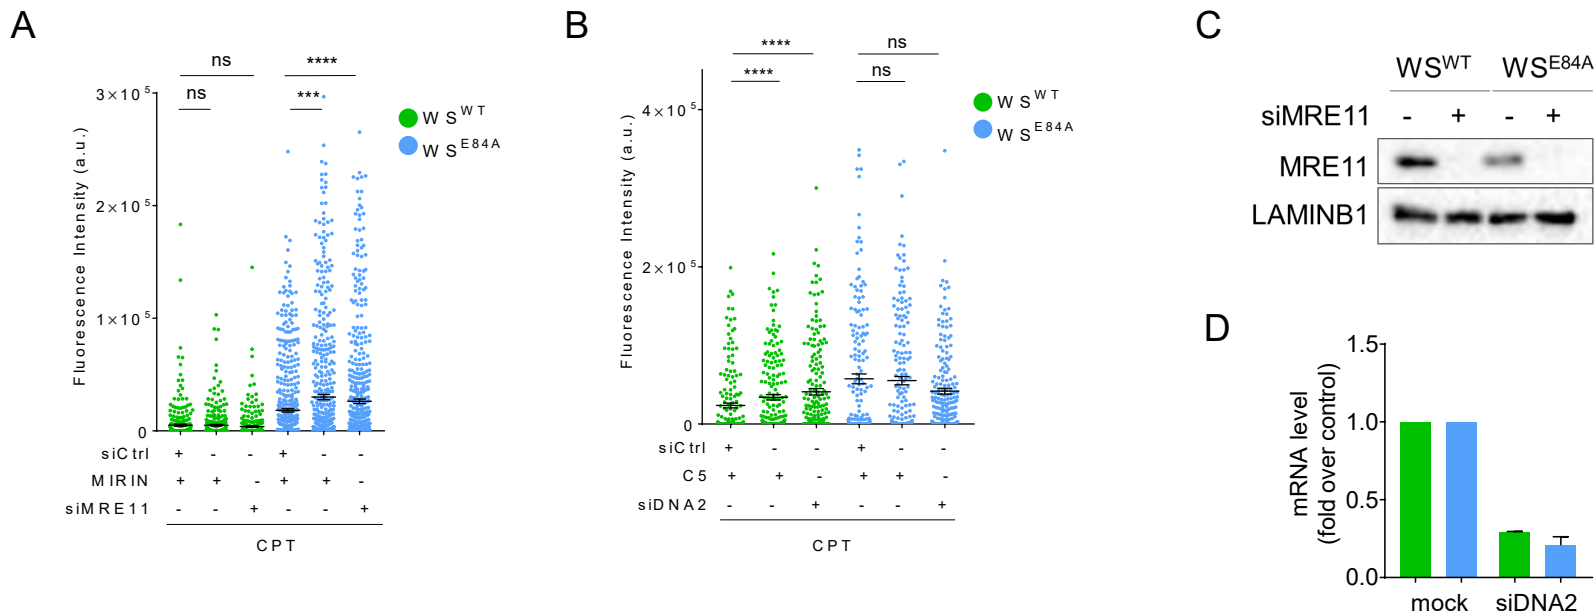 A
ns
****
ns
***
3×10⁵
2×10⁵
1×10⁵
0
Fluorescence Intensity (a.u.)
WS^WT
WS^E84A
siCtrl + - - + - -
MIRIN + + - + + -
siMRE11 - - + - - +
CPT
B
****
ns
****
ns
4×10⁵
2×10⁵
0
Fluorescence Intensity (a.u.)
WS^WT
WS^E84A
siCtrl + - - + - -
C5 + + - + + -
siDNA2 - - + - - +
CPT
C
WS^WT WS^E84A
siMRE11 - + - +
MRE11
LAMINB1
D
1.5
1.0
0.5
0.0
mRNA level
(fold over control)
mock siDNA2